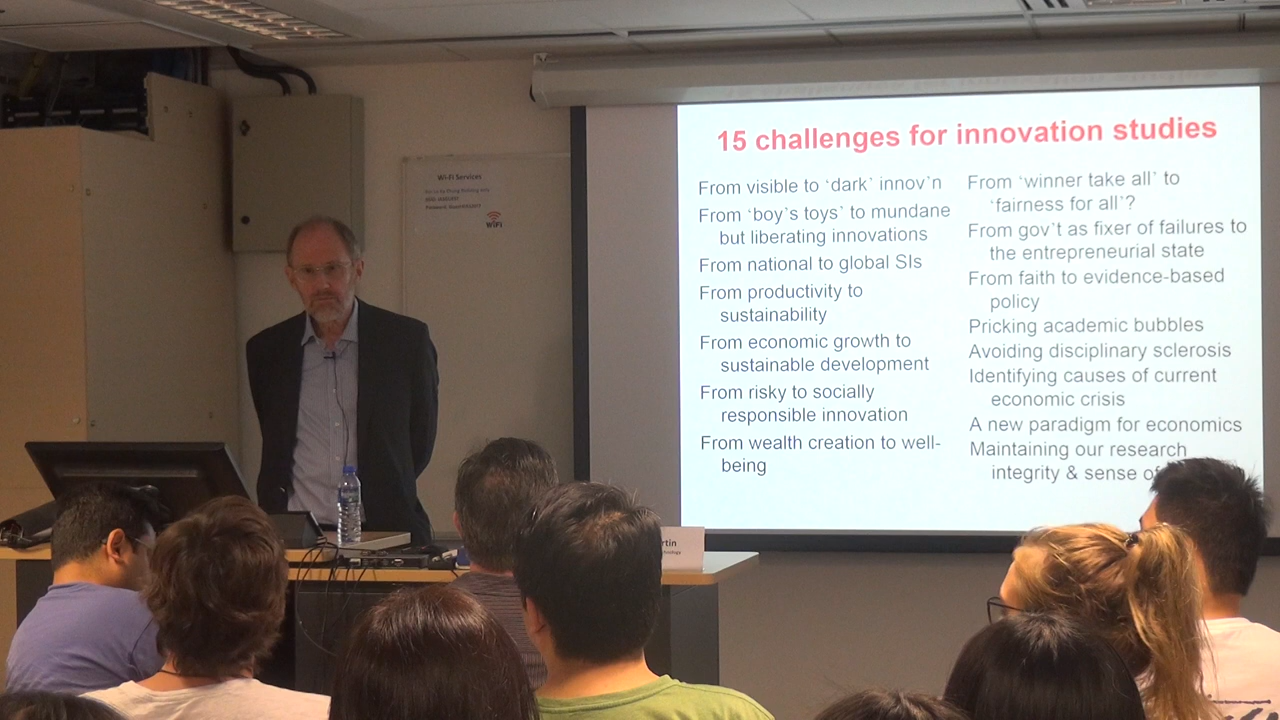 15 challenges for innovation studies
From visible to `dark` innov`n
From `boy`s toys` to mundane
but liberating innovations
From national to global SIs
From productivity to
sustainability
From economic growth to
sustainable development
From risky to socially
responsible innovation
From wealth creation to well-
being
From `winner take all` to
`fairness for all`?
From gov`t as fixer of failures to
the entrepreneurial state
From faith to evidence-based
policy
Pricking academic bubbles
Avoiding disciplinary sclerosis
Identifying causes of current
economic crisis
A new paradigm for economics
Maintaining our research
integrity & sense of
Wi-Fi Services
WiFi